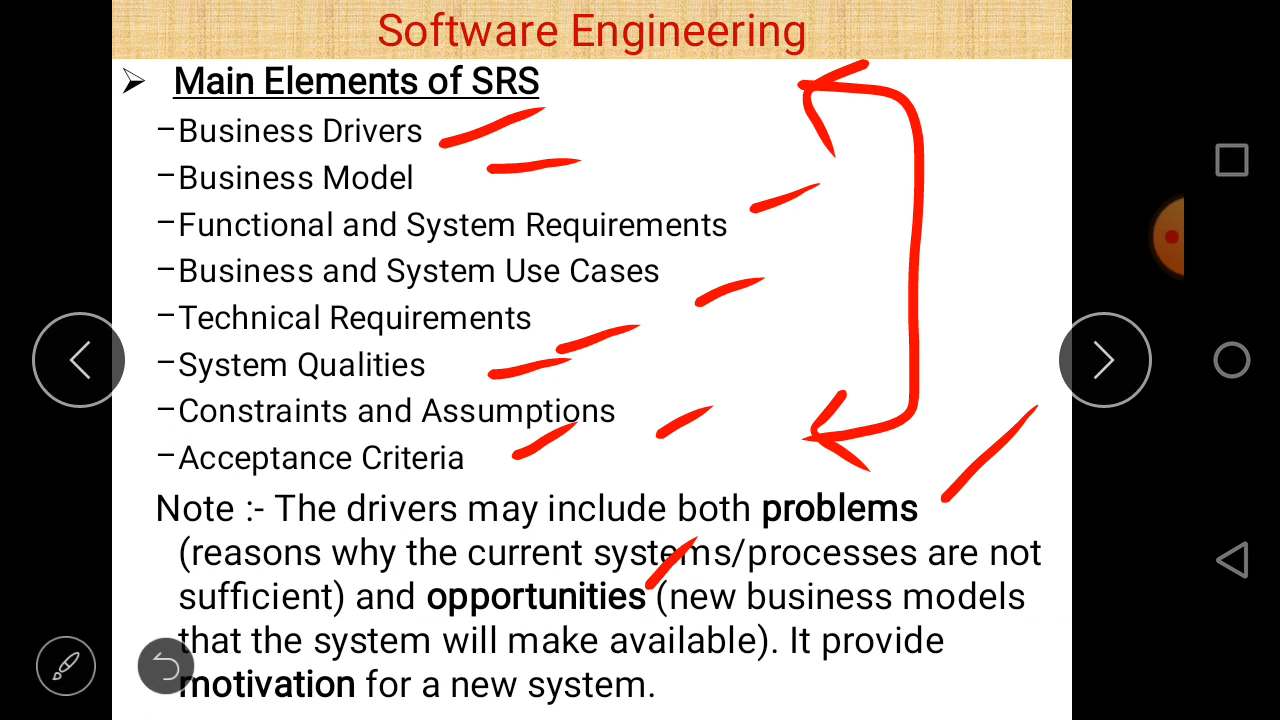 Software Engineering
➢ Main Elements of SRS
–Business Drivers
–Business Model
–Functional and System Requirements
–Business and System Use Cases
–Technical Requirements
–System Qualities
–Constraints and Assumptions
–Acceptance Criteria
Note :- The drivers may include both problems
(reasons why the current systems/processes are not
sufficient) and opportunities (new business models
that the system will make available). It provide
motivation for a new system.